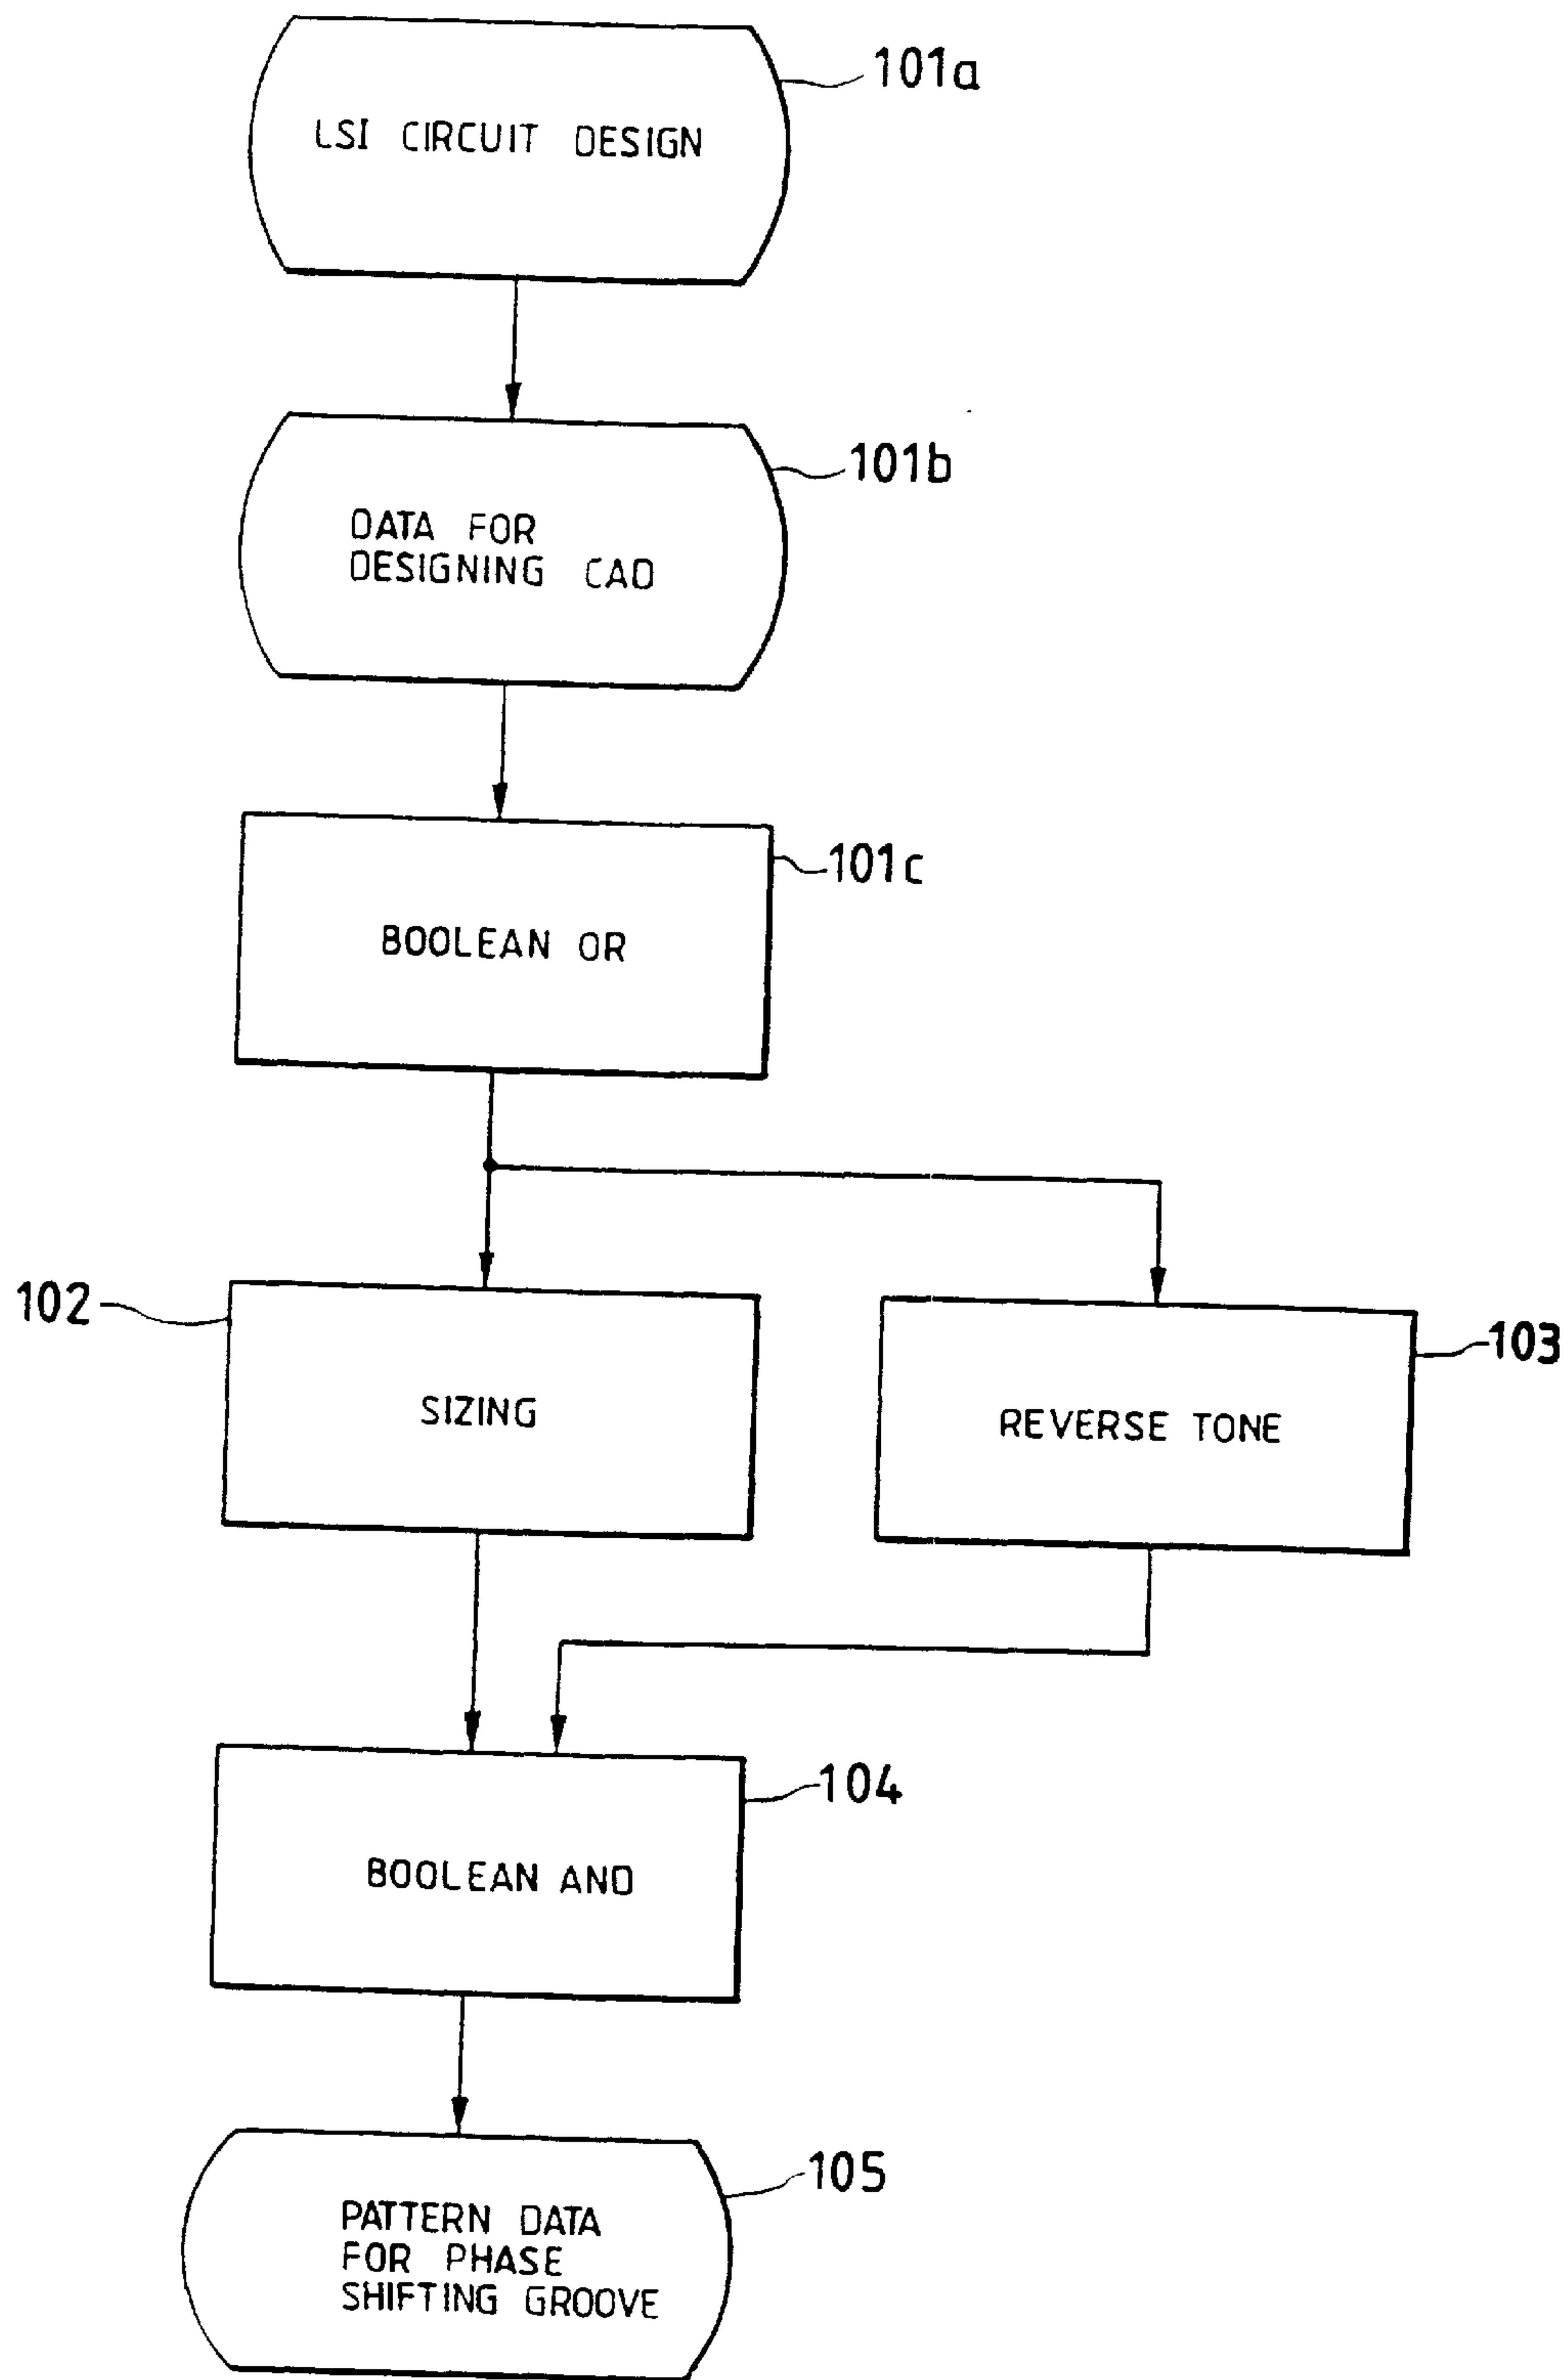 101a
LSI CIRCUIT DESIGN
101b
DATA FOR
DESIGNING CAD
101c
BOOLEAN OR
102
SIZING
103
REVERSE TONE
104
BOOLEAN AND
105
PATTERN DATA
FOR PHASE
SHIFTING GROOVE